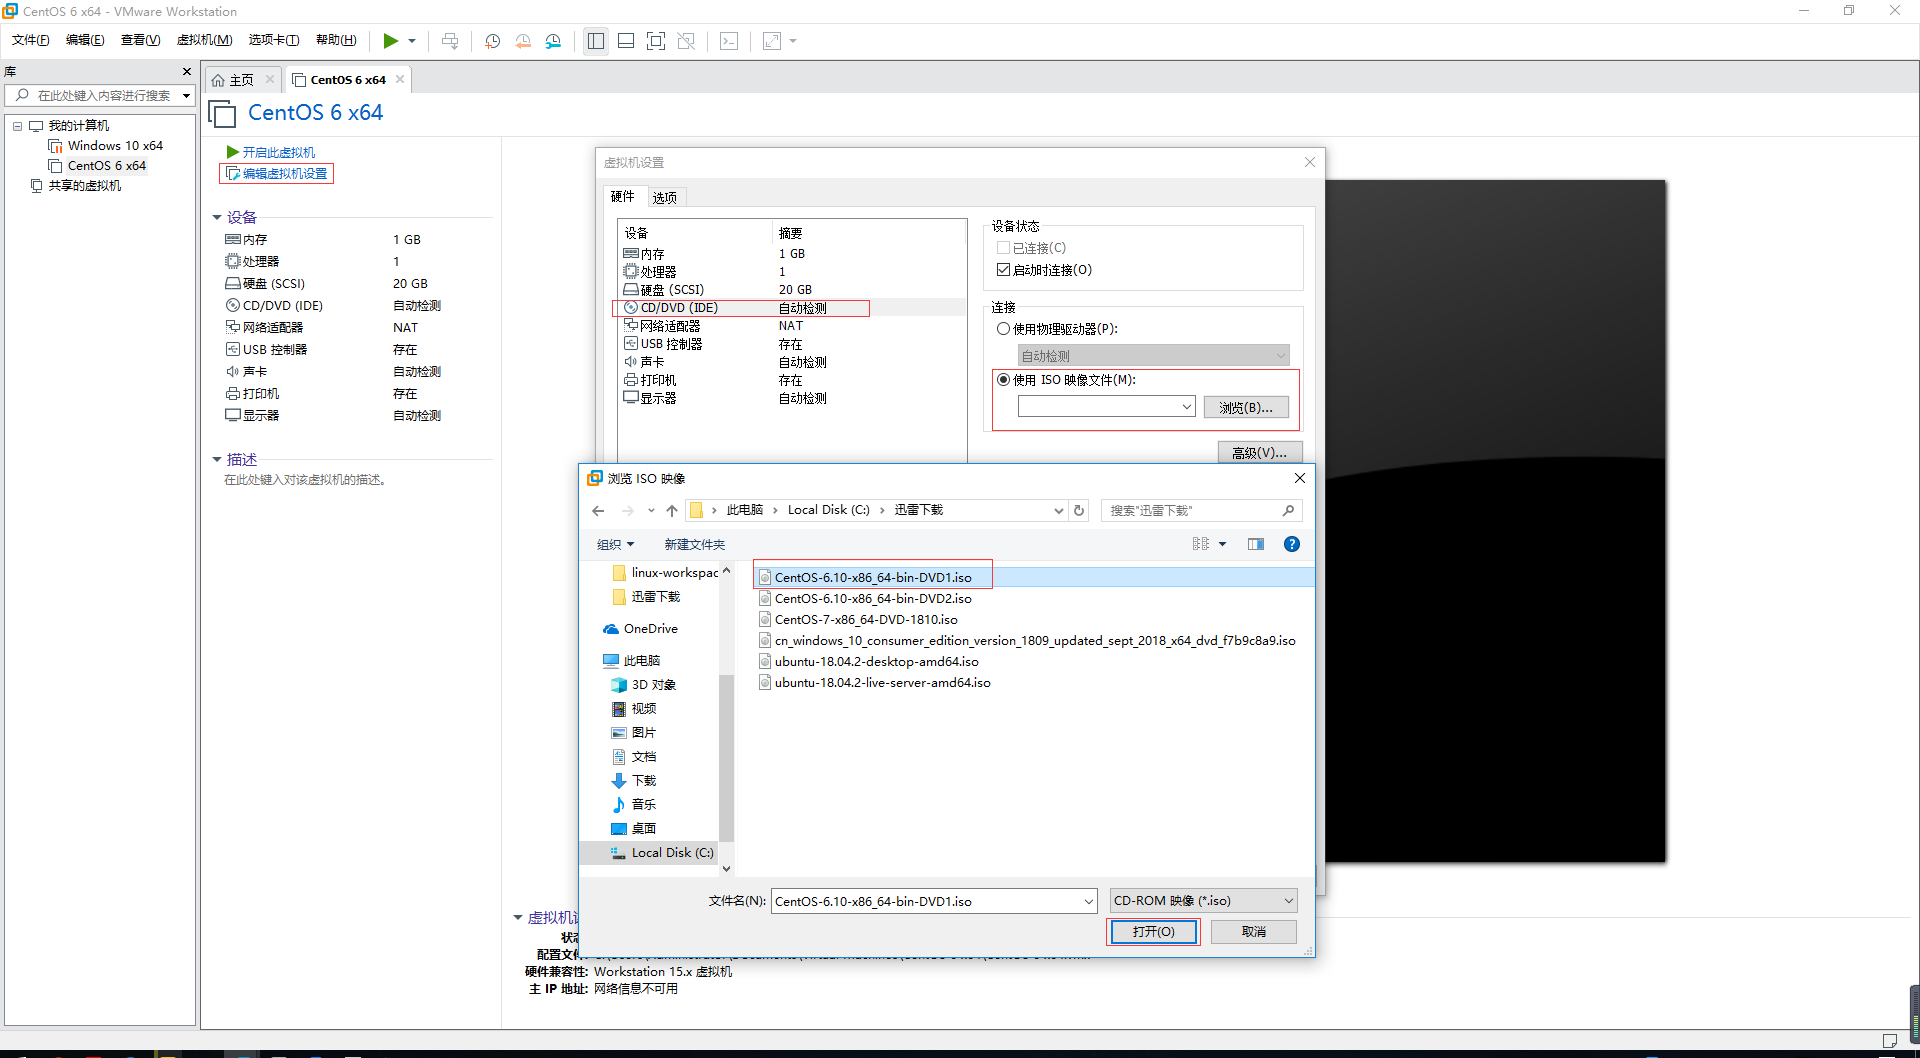 CentOS 6 x64 - VMware Workstation
文件(F) 编辑(E) 查看(V) 虚拟机(M) 选项卡(T) 帮助(H)
库
在此处键入内容进行搜索
我的计算机
Windows 10 x64
CentOS 6 x64
共享的虚拟机
主页
CentOS 6 x64
CentOS 6 x64
开启此虚拟机
编辑虚拟机设置
设备
内存 1 GB
处理器 1
硬盘 (SCSI) 20 GB
CD/DVD (IDE) 自动检测
网络适配器 NAT
USB 控制器 存在
声卡 自动检测
打印机 存在
显示器 自动检测
描述
在此处键入对该虚拟机的描述。
虚拟机设置
硬件 选项
设备 摘要
内存 1 GB
处理器 1
硬盘 (SCSI) 20 GB
CD/DVD (IDE) 自动检测
网络适配器 NAT
USB 控制器 存在
声卡 自动检测
打印机 存在
显示器 自动检测
设备状态
已连接(C)
启动时连接(O)
连接
使用物理驱动器(P):
自动检测
使用 ISO 映像文件(M):
浏览(B)...
高级(V)...
浏览 ISO 映像
此电脑 Local Disk (C:) 迅雷下载
搜索"迅雷下载"
组织 新建文件夹
linux-workspac
迅雷下载
OneDrive
此电脑
3D 对象
视频
图片
文档
下载
音乐
桌面
Local Disk (C:)
CentOS-6.10-x86_64-bin-DVD1.iso
CentOS-6.10-x86_64-bin-DVD2.iso
CentOS-7-x86_64-DVD-1810.iso
cn_windows_10_consumer_edition_version_1809_updated_sept_2018_x64_dvd_f7b9c8a9.iso
ubuntu-18.04.2-desktop-amd64.iso
ubuntu-18.04.2-live-server-amd64.iso
文件名(N): CentOS-6.10-x86_64-bin-DVD1.iso
CD-ROM 映像 (*.iso)
打开(O) 取消
虚拟机
配置文件:
硬件兼容性: Workstation 15.x 虚拟机
主 IP 地址: 网络信息不可用